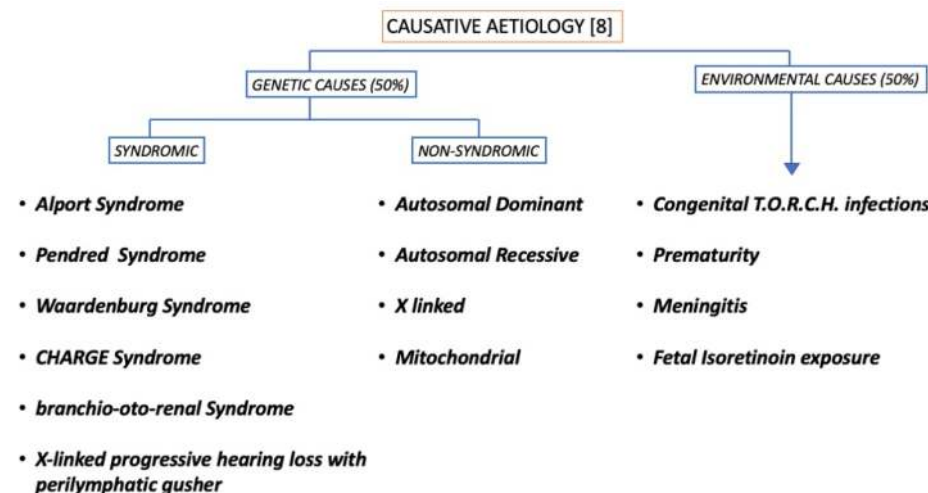 CAUSATIVE AETIOLOGY [8]
GENETIC CAUSES (50%)
ENVIRONMENTAL CAUSES (50%)
SYNDROMIC
NON-SYNDROMIC
• Alport Syndrome
• Pendred Syndrome
• Waardenburg Syndrome
• CHARGE Syndrome
• branchio-oto-renal Syndrome
• X-linked progressive hearing loss with
perilymphatic gusher
• Autosomal Dominant
• Autosomal Recessive
• X linked
• Mitochondrial
• Congenital T.O.R.C.H. infections
• Prematurity
• Meningitis
• Fetal Isoretinoin exposure